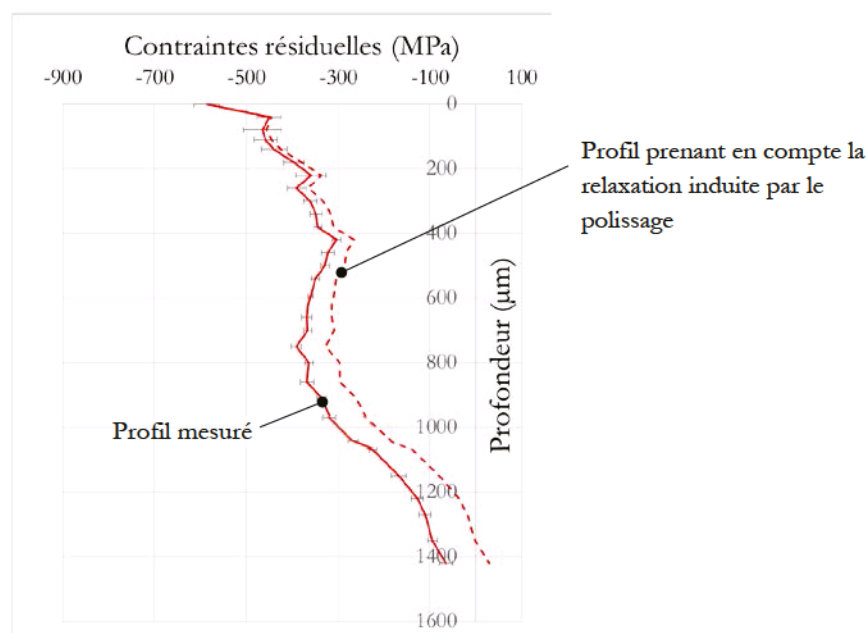 Contraintes résiduelles (MPa)
-900 -700 -500 -300 -100 100
0
200
400
600
800
1000
1200
1400
1600
Profondeur (µm)
Profil prenant en compte la
relaxation induite par le
polissage
Profil mesuré